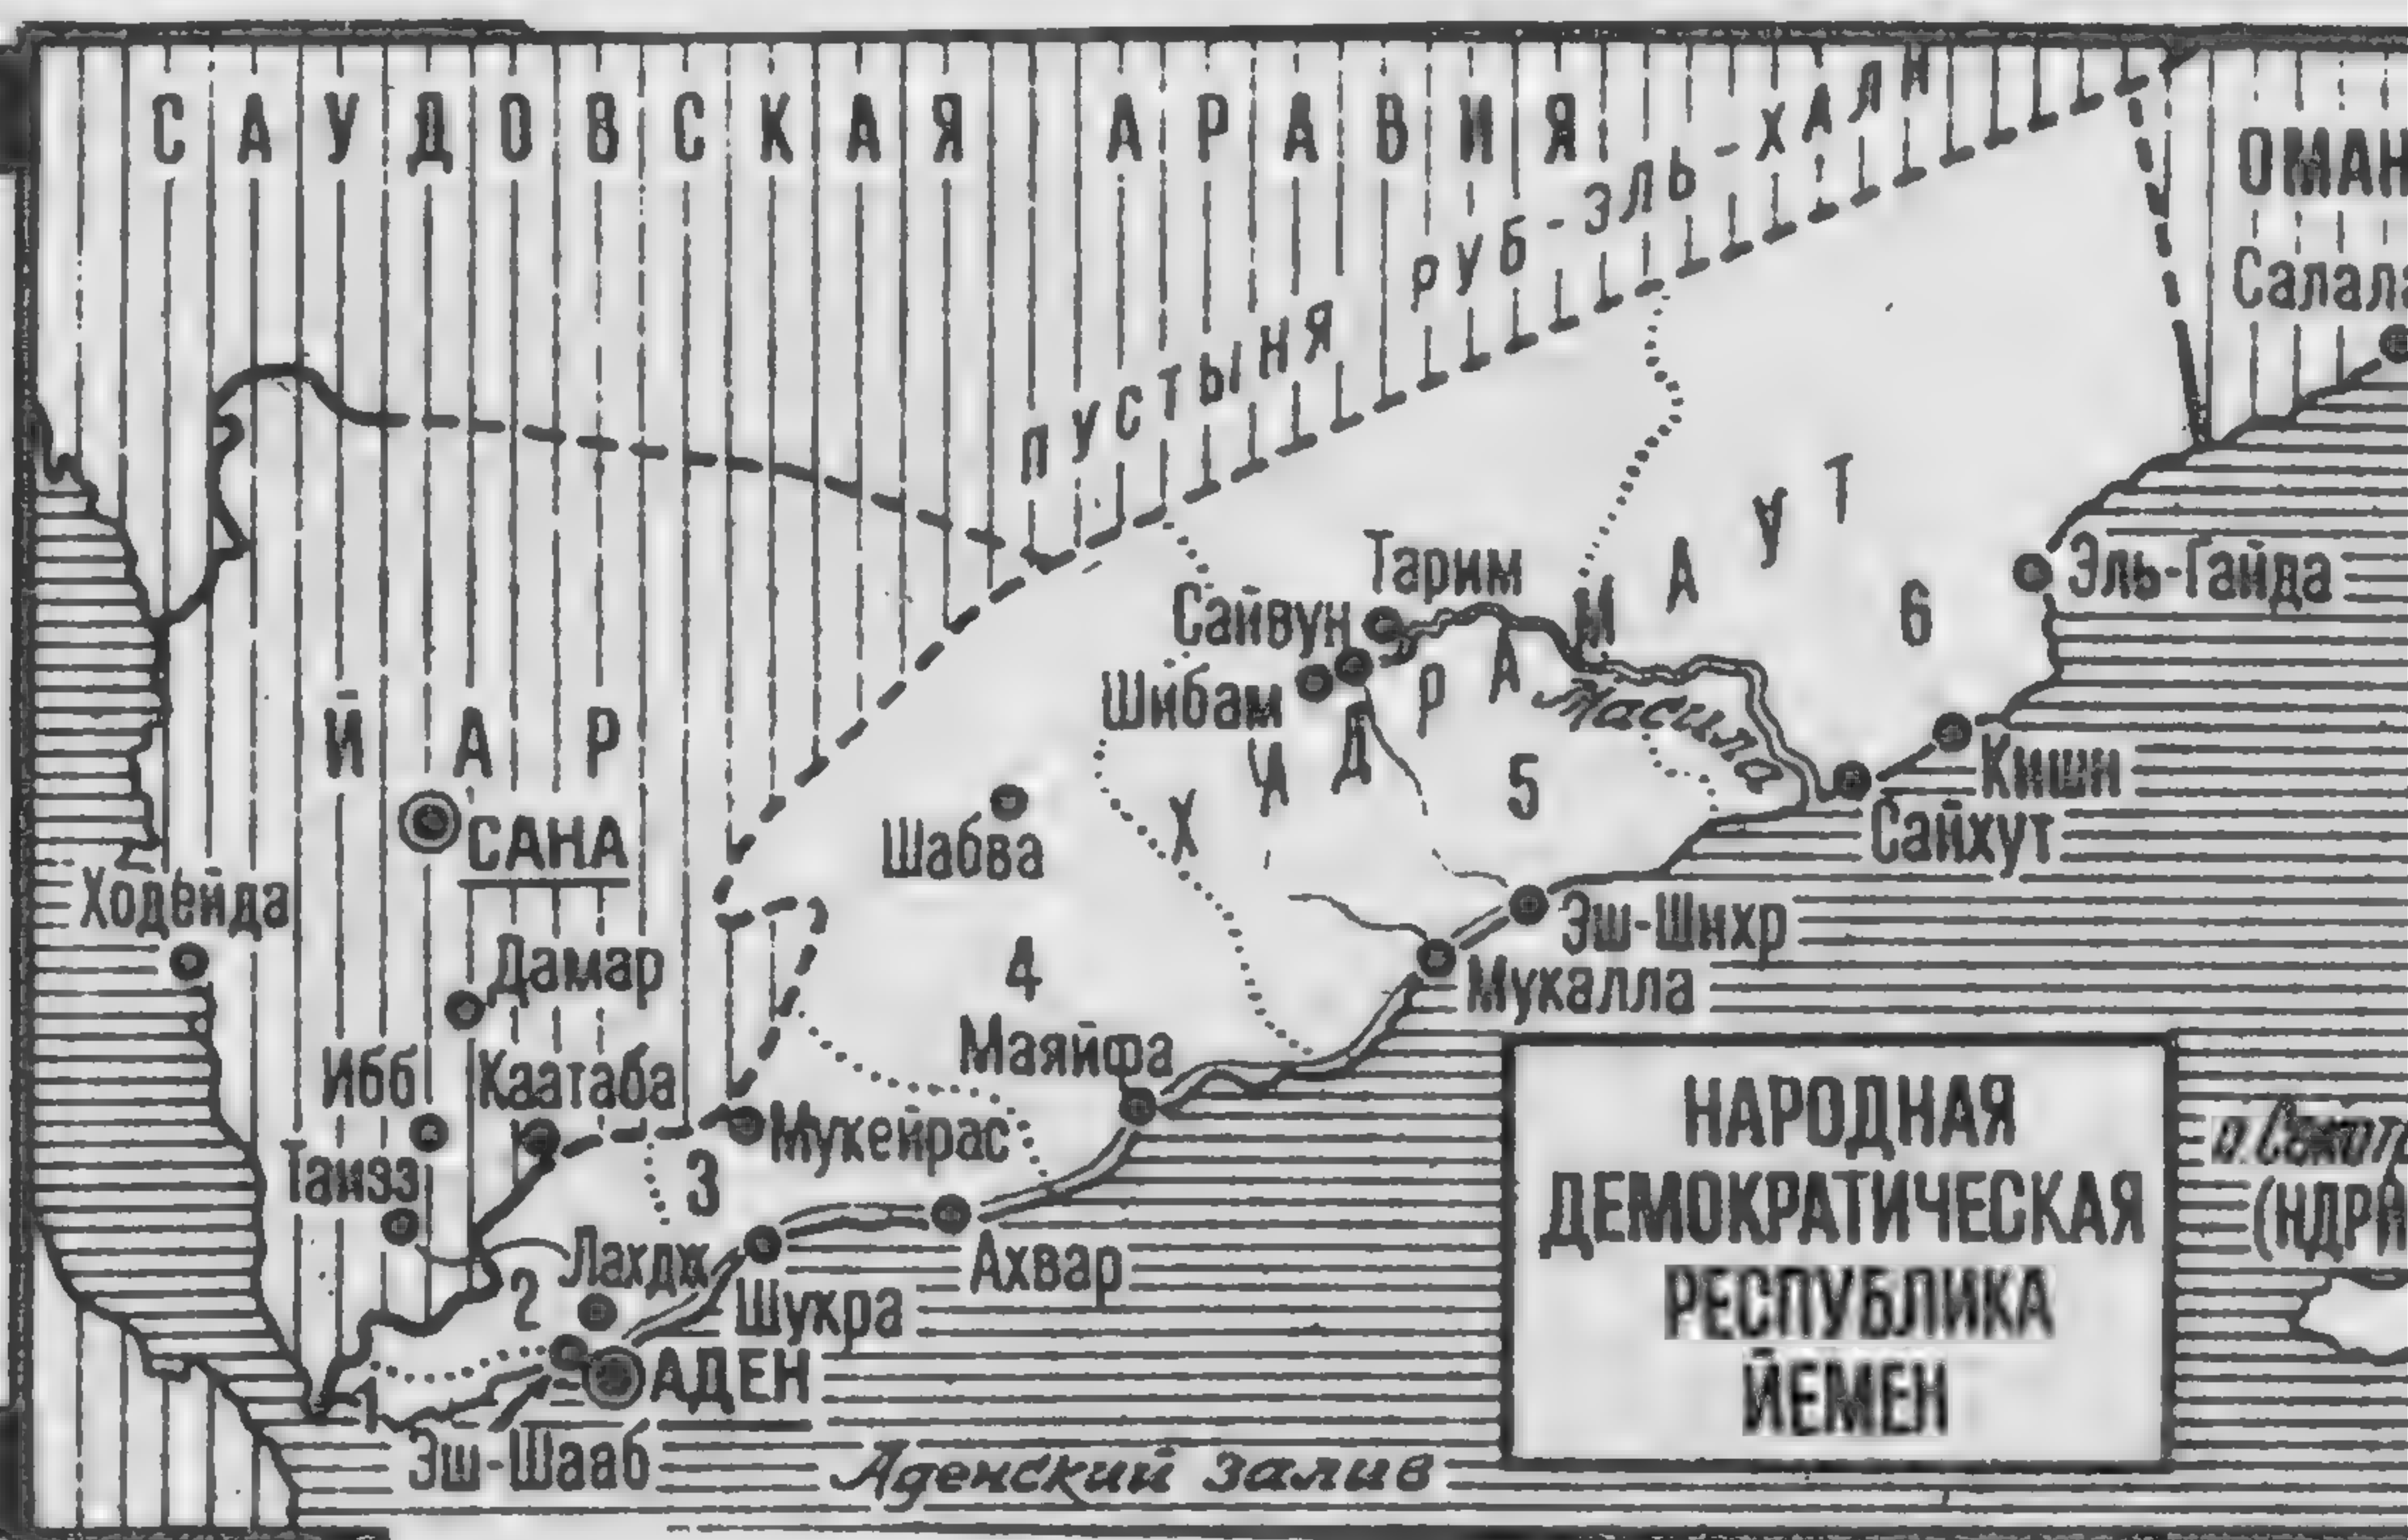 САУДОВСКАЯ АРАВИЯ
ПУСТЫНЯ РУБ-ЭЛЬ-ХАЛИ
ОМАН
Салала
Тарим
Сайвун
Шибам
ХАДРАМАУТ
Масила
6
Эль-Гайда
Кишн
Сайхут
5
ЙАР
САНА
Шабва
Ходейда
Эш-Шихр
Мукалла
Дамар
4
Маяйфа
Ибб
Каатаба
Мукейрас
Таизз
3
Ахвар
Лахдж
2
Шукра
АДЕН
1
Эш-Шааб
Аденский залив
НАРОДНАЯ
ДЕМОКРАТИЧЕСКАЯ
РЕСПУБЛИКА
ЙЕМЕН
(НДРЙ